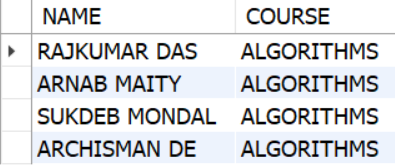 NAME COURSE
RAJKUMAR DAS ALGORITHMS
ARNAB MAITY ALGORITHMS
SUKDEB MONDAL ALGORITHMS
ARCHISMAN DE ALGORITHMS